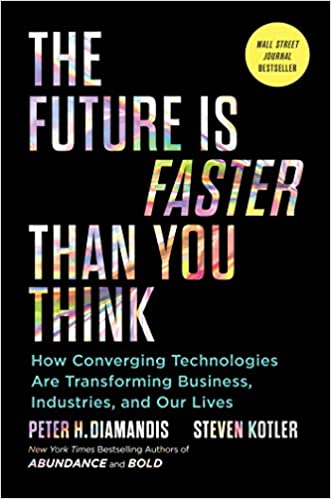 THE
FUTURE IS
FASTER
THAN YOU
THINK
WALL STREET
JOURNAL
BESTSELLER
How Converging Technologies
Are Transforming Business,
Industries, and Our Lives
PETER H. DIAMANDIS STEVEN KOTLER
New York Times Bestselling Authors of
ABUNDANCE and BOLD